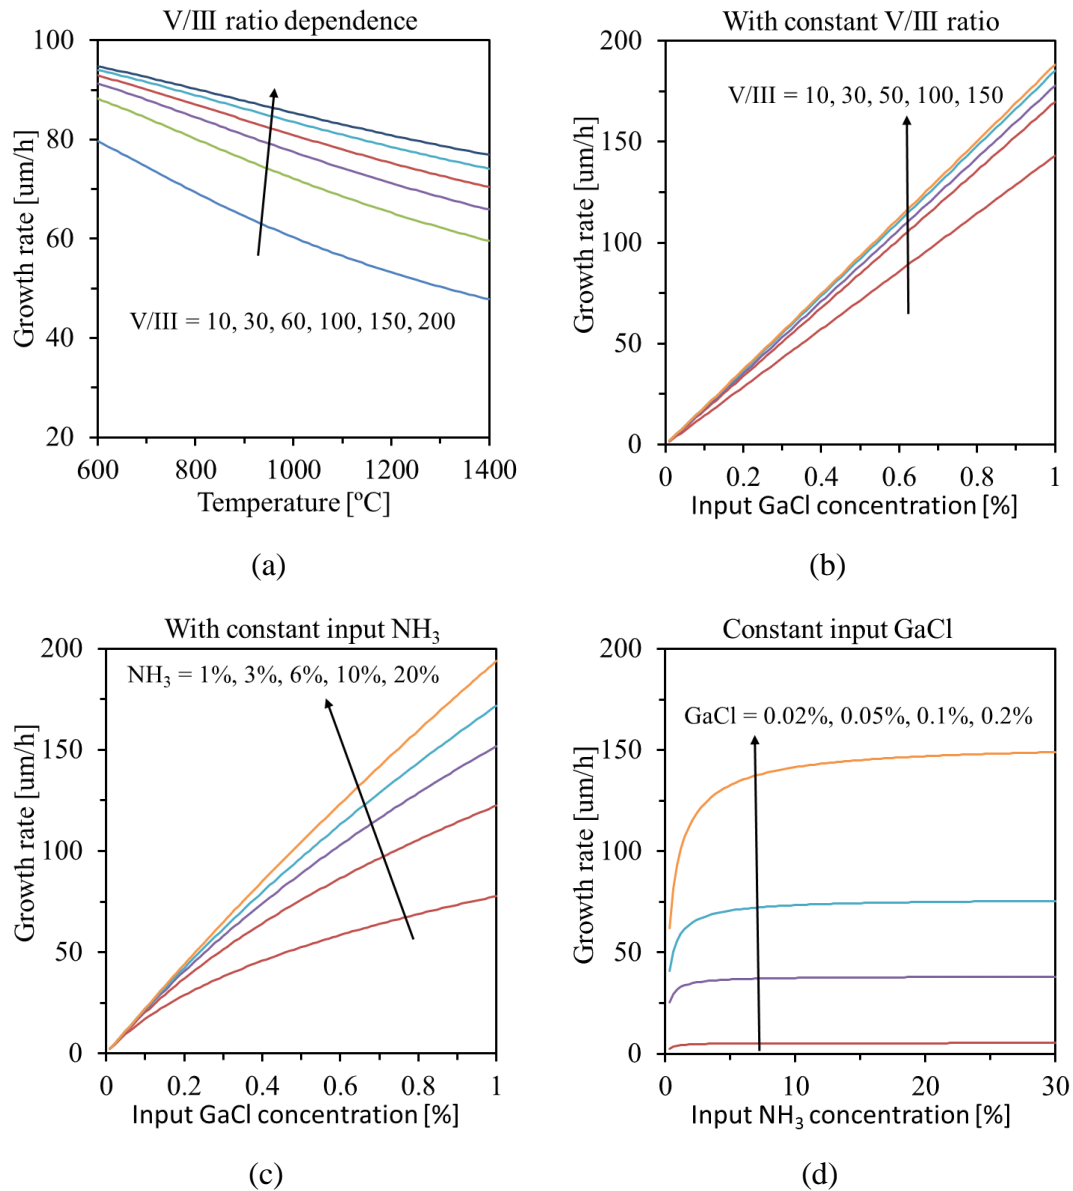 V/III ratio dependence
100
80
60
40
20
Growth rate [um/h]
V/III = 10, 30, 60, 100, 150, 200
600 800 1000 1200 1400
Temperature [ºC]
(a)
With constant V/III ratio
200
150
100
50
0
Growth rate [um/h]
V/III = 10, 30, 50, 100, 150
0 0.2 0.4 0.6 0.8 1
Input GaCl concentration [%]
(b)
With constant input NH₃
200
150
100
50
0
Growth rate [um/h]
NH₃ = 1%, 3%, 6%, 10%, 20%
0 0.2 0.4 0.6 0.8 1
Input GaCl concentration [%]
(c)
Constant input GaCl
200
150
100
50
0
Growth rate [um/h]
GaCl = 0.02%, 0.05%, 0.1%, 0.2%
0 10 20 30
Input NH₃ concentration [%]
(d)